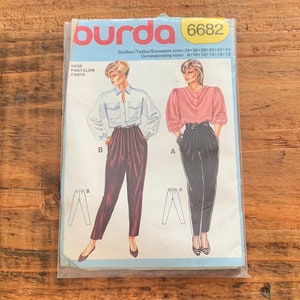 burda
6682
Größen/Tailles/European sizes: 34•36•38•40•42•44
Corresponding sizes: 8•10•12•14•16•18
HOSE
PANTALON
PANTS
B
A
B
A